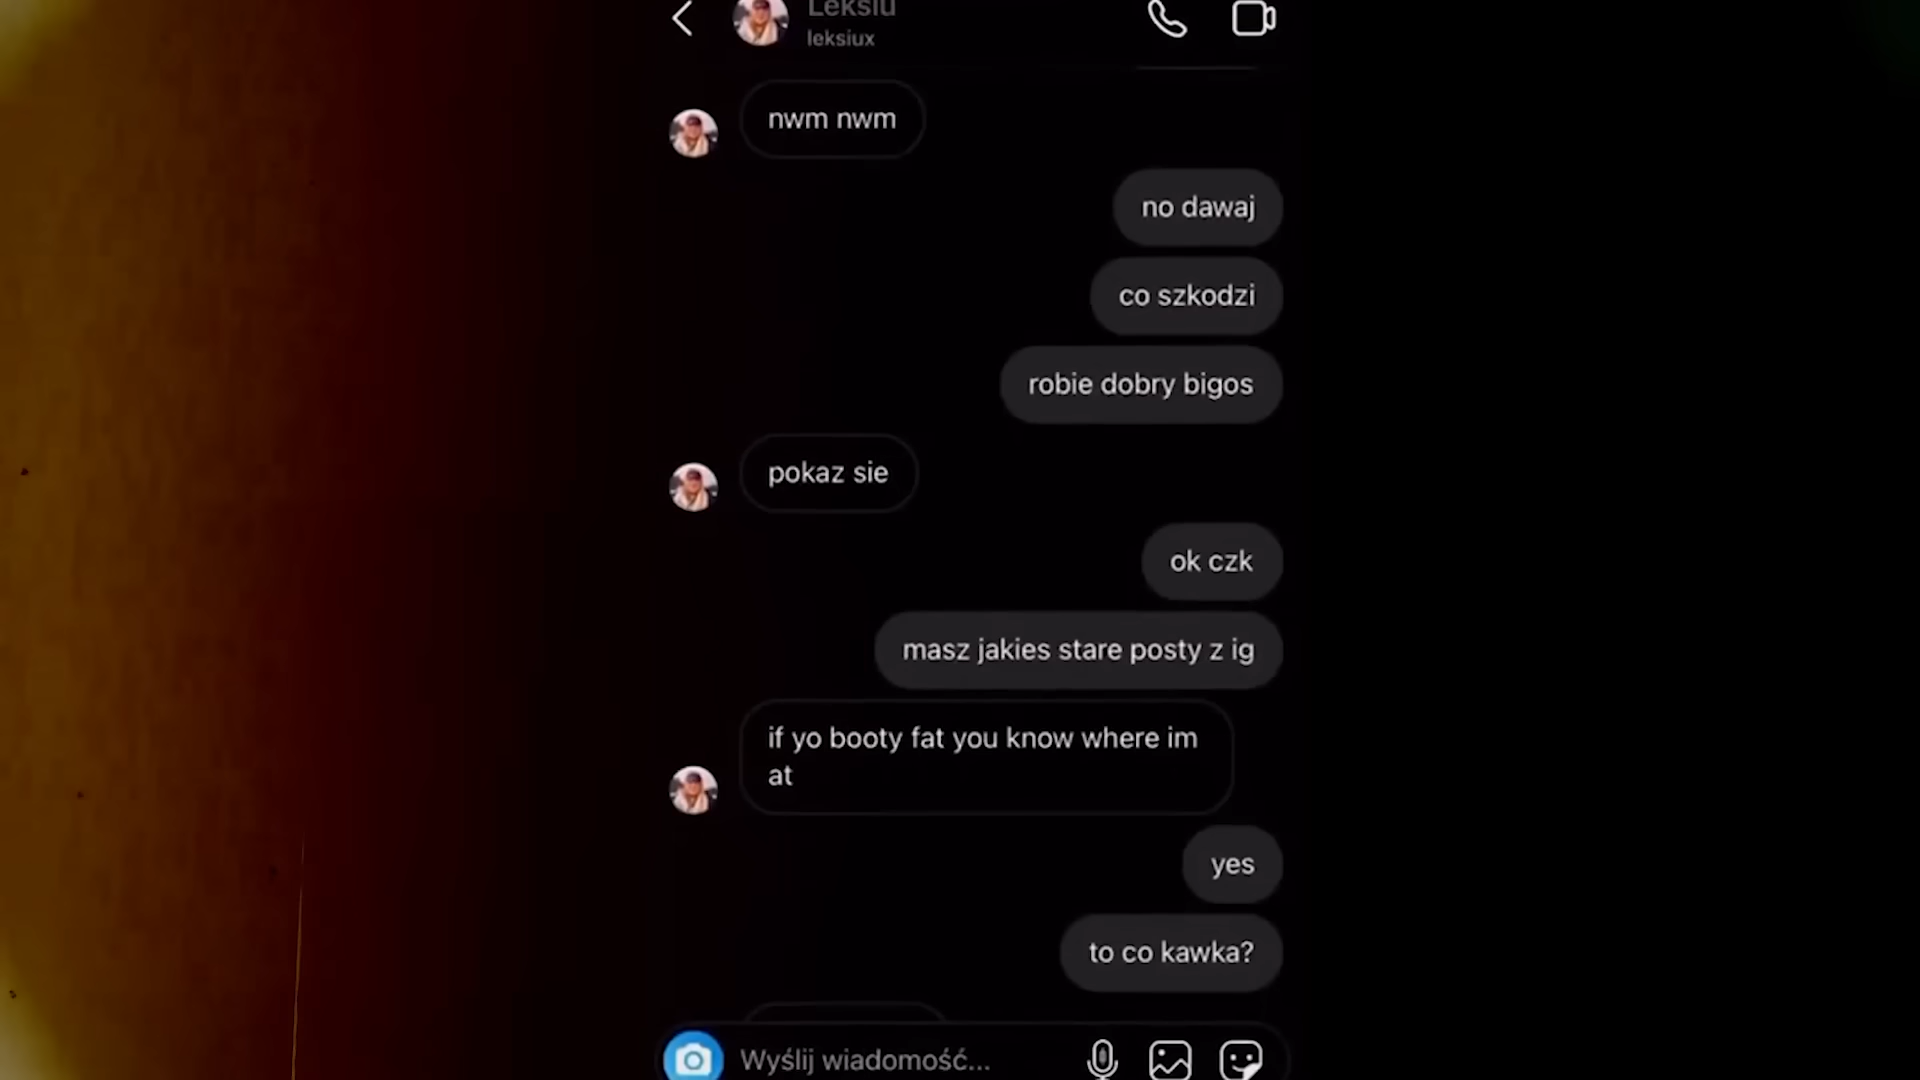 Leksiu
leksiux
nwm nwm
no dawaj
co szkodzi
robie dobry bigos
pokaz sie
ok czk
masz jakies stare posty z ig
if yo booty fat you know where im
at
yes
to co kawka?
Wyślij wiadomość...